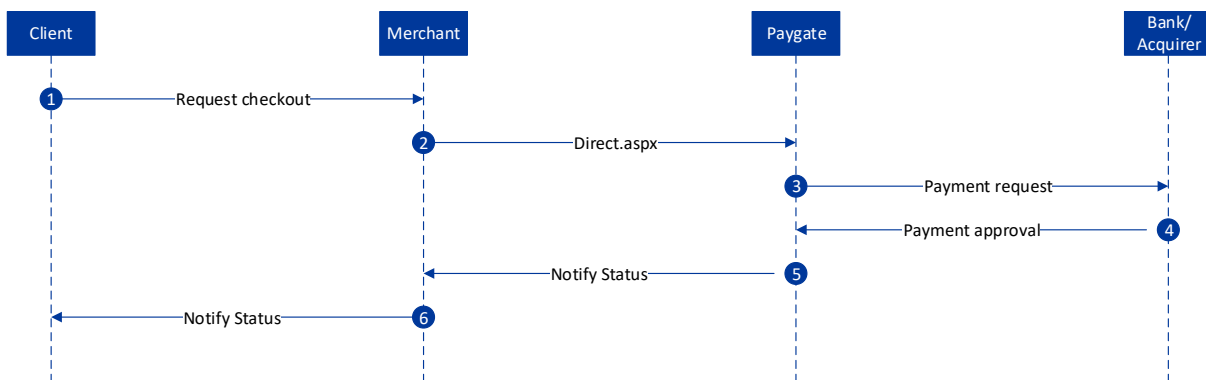 Client
Merchant
Paygate
Bank/
Acquirer
1
Request checkout
2
Direct.aspx
3
Payment request
Payment approval
4
Notify Status
5
Notify Status
6